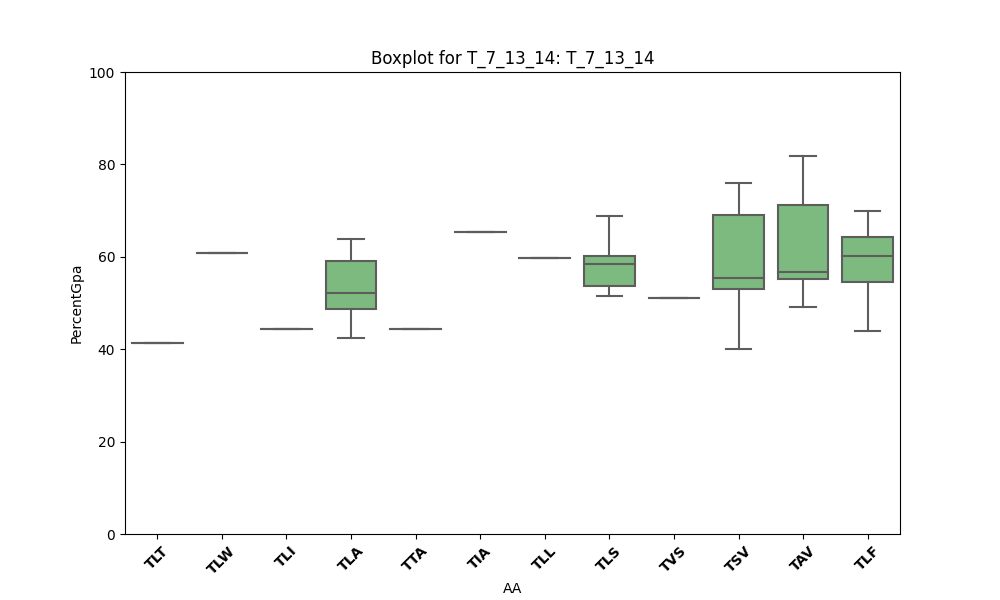 Boxplot for T_7_13_14: T_7_13_14
100
80
60
40
20
0
PercentGpa
TLT
TLW
TLI
TLA
TTA
TIA
TLL
TLS
TVS
TSV
TAV
TLF
AA